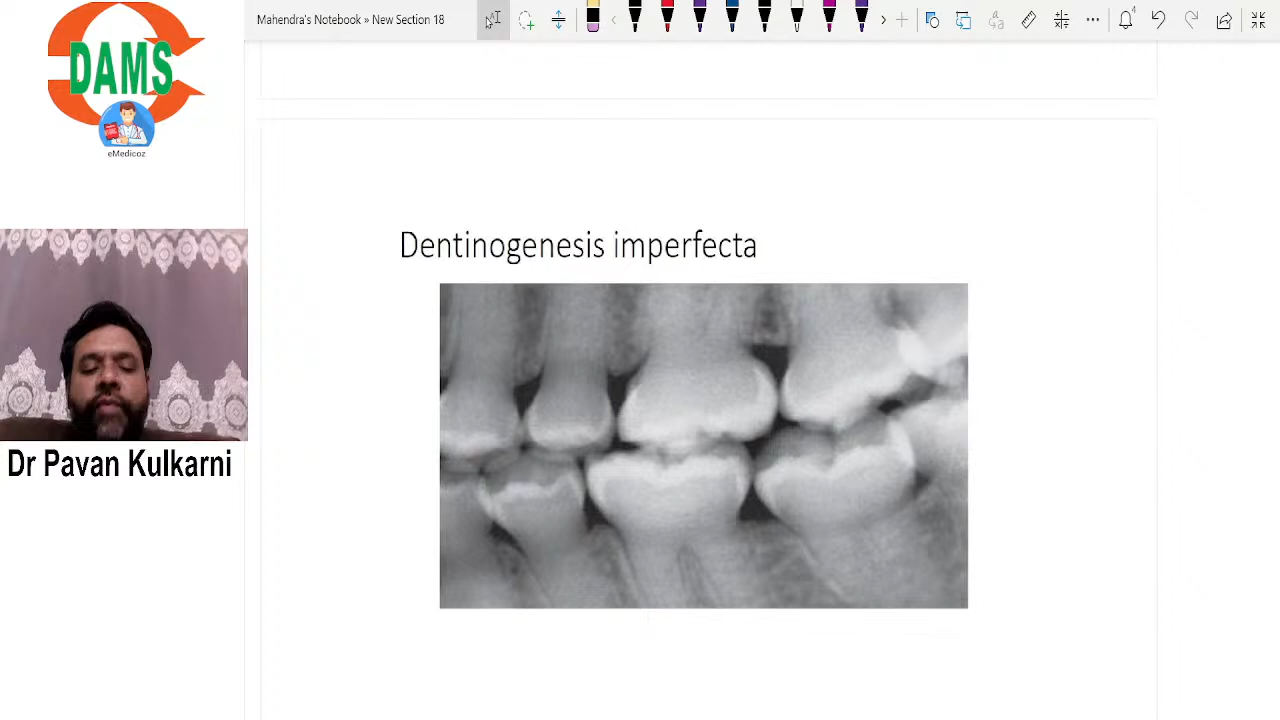 Mahendra's Notebook » New Section 18
DAMS
eMedicoz
Dentinogenesis imperfecta
Dr Pavan Kulkarni